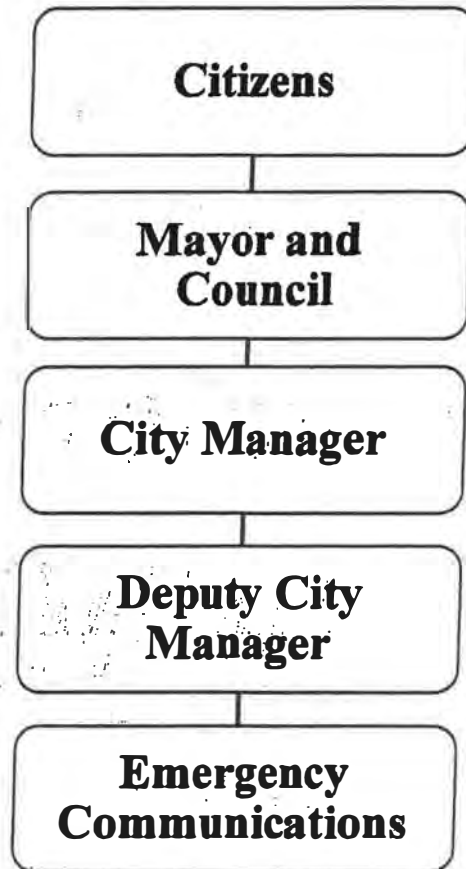 Citizens
Mayor and
Council
City Manager
Deputy City
Manager
Emergency
Communications